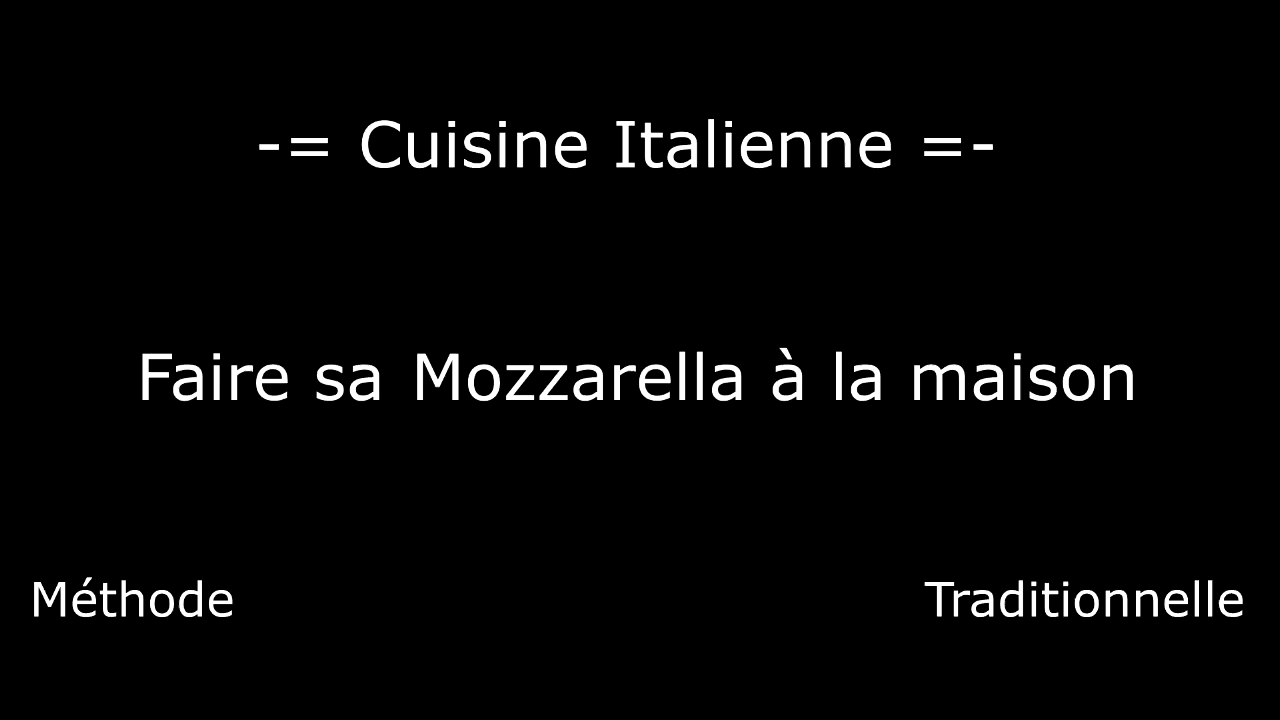 -= Cuisine Italienne =-
Faire sa Mozzarella à la maison
Méthode Traditionnelle